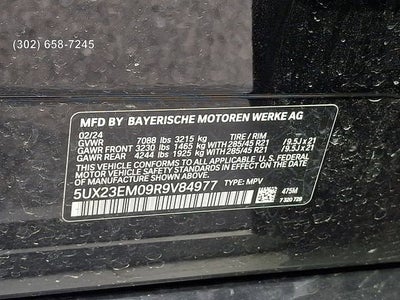 (302) 658-7245
MFD BY BAYERISCHE MOTOREN WERKE AG
02/24
GVWR 7088 lbs 3215 kg TIRE / RIM
GAWR FRONT 3230 lbs 1465 kg WITH 285/45 R21 /9.5J x 21
GAWR REAR 4244 lbs 1925 kg WITH 285/45 R21 /9.5J x 21
THIS VEHICLE CONFORMS TO ALL APPLICABLE FEDERAL
MOTOR VEHICLE SAFETY STANDARDS IN EFFECT ON THE
DATE OF MANUFACTURE SHOWN ABOVE.
5UX23EM09R9V84977 TYPE: MPV 475M
7 320 729